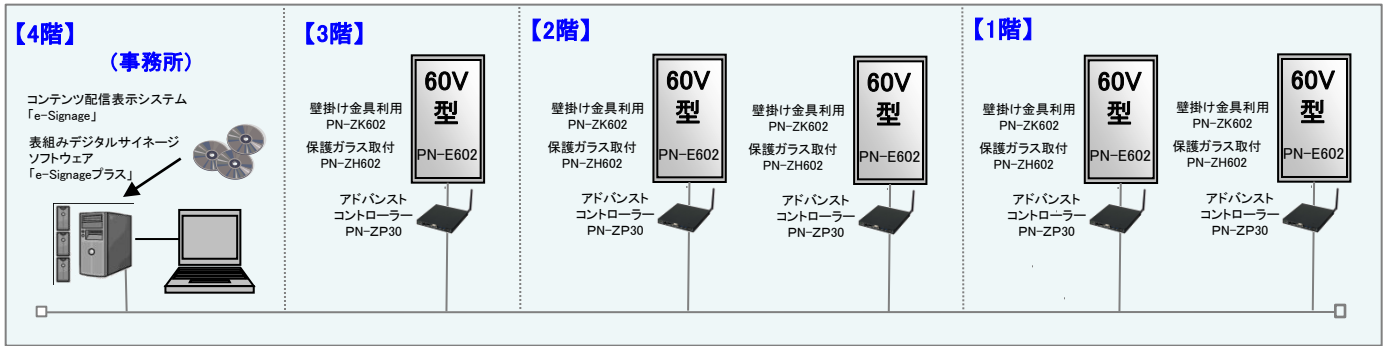 【4階】
（事務所）
コンテンツ配信表示システム
「e-Signage」
表組みデジタルサイネージ
ソフトウェア
「e-Signageプラス」
【3階】
壁掛け金具利用
PN-ZK602
保護ガラス取付
PN-ZH602
60V
型
PN-E602
アドバンスト
コントローラー
PN-ZP30
【2階】
壁掛け金具利用
PN-ZK602
保護ガラス取付
PN-ZH602
60V
型
PN-E602
アドバンスト
コントローラー
PN-ZP30
壁掛け金具利用
PN-ZK602
保護ガラス取付
PN-ZH602
60V
型
PN-E602
アドバンスト
コントローラー
PN-ZP30
【1階】
壁掛け金具利用
PN-ZK602
保護ガラス取付
PN-ZH602
60V
型
PN-E602
アドバンスト
コントローラー
PN-ZP30
壁掛け金具利用
PN-ZK602
保護ガラス取付
PN-ZH602
60V
型
PN-E602
アドバンスト
コントローラー
PN-ZP30